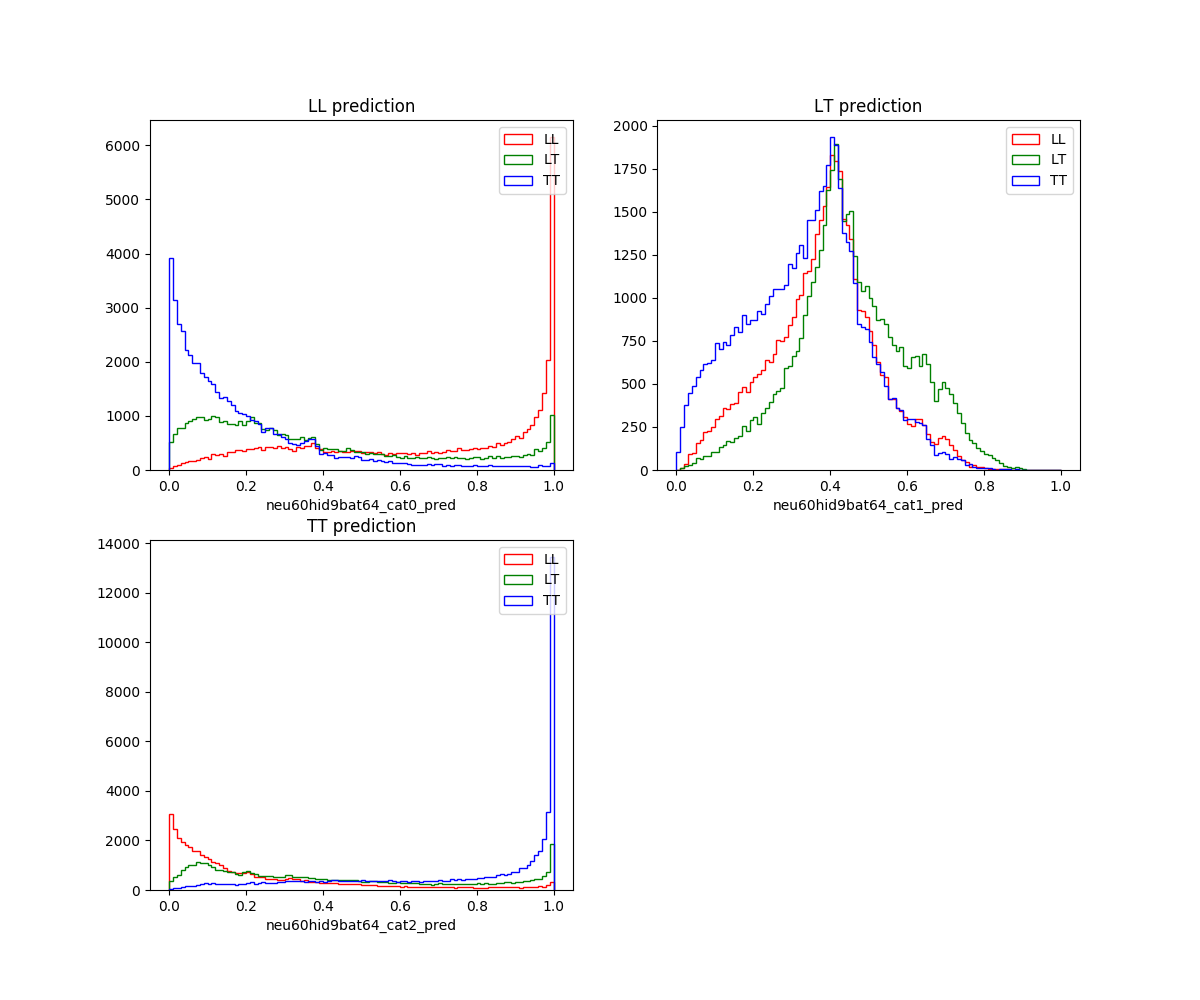 LL prediction
6000
5000
4000
3000
2000
1000
0
0.0 0.2 0.4 0.6 0.8 1.0
neu60hid9bat64_cat0_pred
LL
LT
TT
LT prediction
2000
1750
1500
1250
1000
750
500
250
0
0.0 0.2 0.4 0.6 0.8 1.0
neu60hid9bat64_cat1_pred
LL
LT
TT
TT prediction
14000
12000
10000
8000
6000
4000
2000
0
0.0 0.2 0.4 0.6 0.8 1.0
neu60hid9bat64_cat2_pred
LL
LT
TT